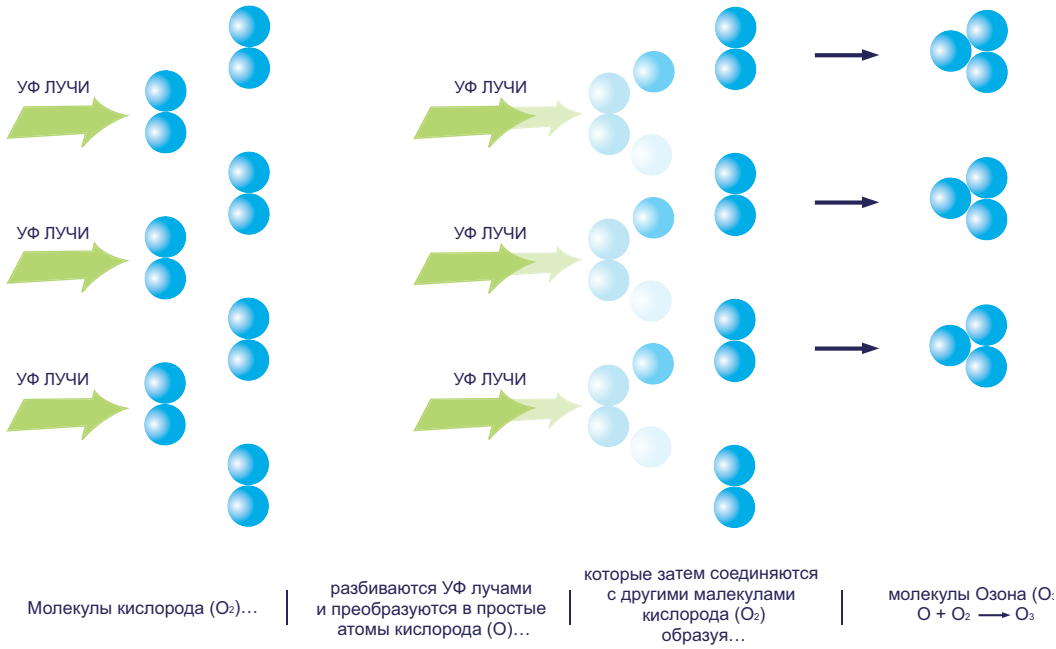 УФ ЛУЧИ
УФ ЛУЧИ
УФ ЛУЧИ
УФ ЛУЧИ
УФ ЛУЧИ
УФ ЛУЧИ
Молекулы кислорода (O₂)…
разбиваются УФ лучами
и преобразуются в простые
атомы кислорода (O)…
которые затем соединяются
с другими малекулами
кислорода (O₂)
образуя…
молекулы Озона (O₃
O + O₂ → O₃